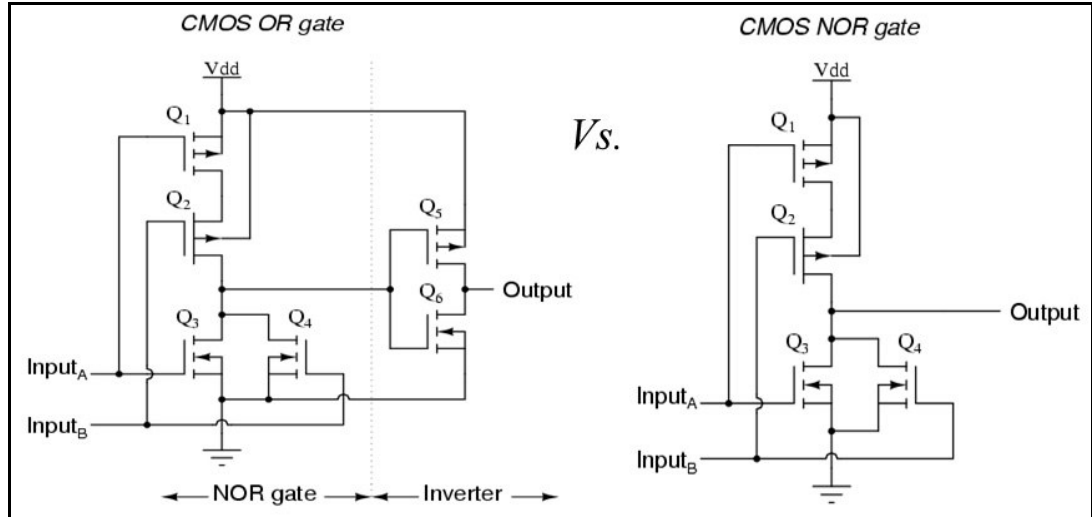 CMOS OR gate
Vdd
Q1
Q2
Q3
Q4
Q5
Q6
Output
InputA
InputB
NOR gate
Inverter
Vs.
CMOS NOR gate
Vdd
Q1
Q2
Q3
Q4
Output
InputA
InputB